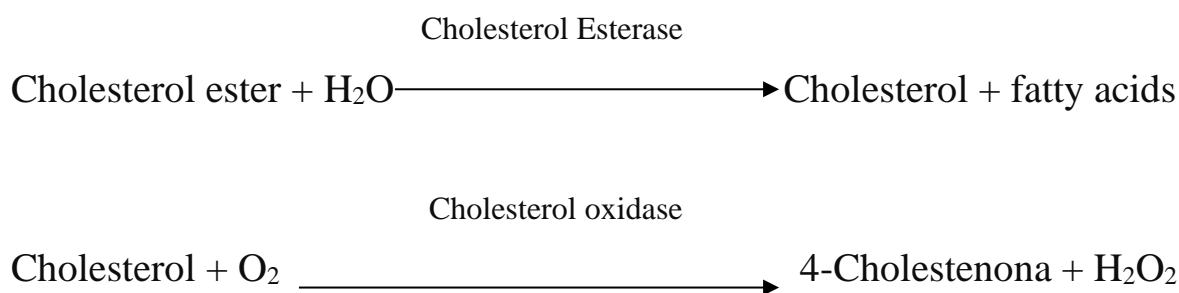 Cholesterol Esterase
Cholesterol ester + H₂O Cholesterol + fatty acids
Cholesterol oxidase
Cholesterol + O₂ 4-Cholestenona + H₂O₂